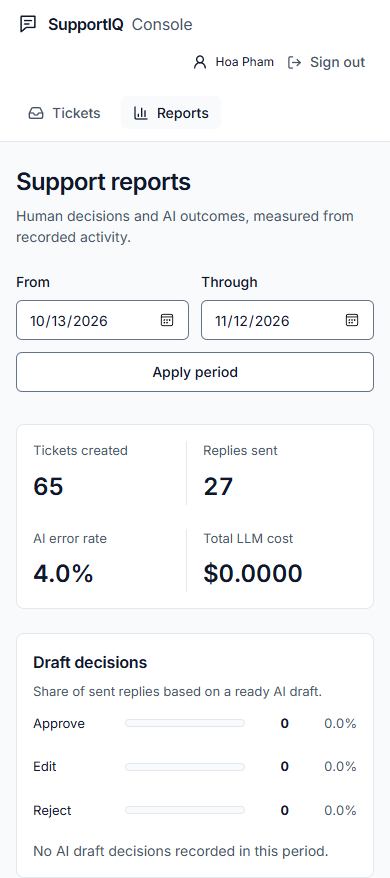 SupportIQ Console
Hoa Pham Sign out
Tickets Reports
Support reports
Human decisions and AI outcomes, measured from
recorded activity.
From Through
10/13/2026 11/12/2026
Apply period
Tickets created Replies sent
65 27
AI error rate Total LLM cost
4.0% $0.0000
Draft decisions
Share of sent replies based on a ready AI draft.
Approve 0 0.0%
Edit 0 0.0%
Reject 0 0.0%
No AI draft decisions recorded in this period.